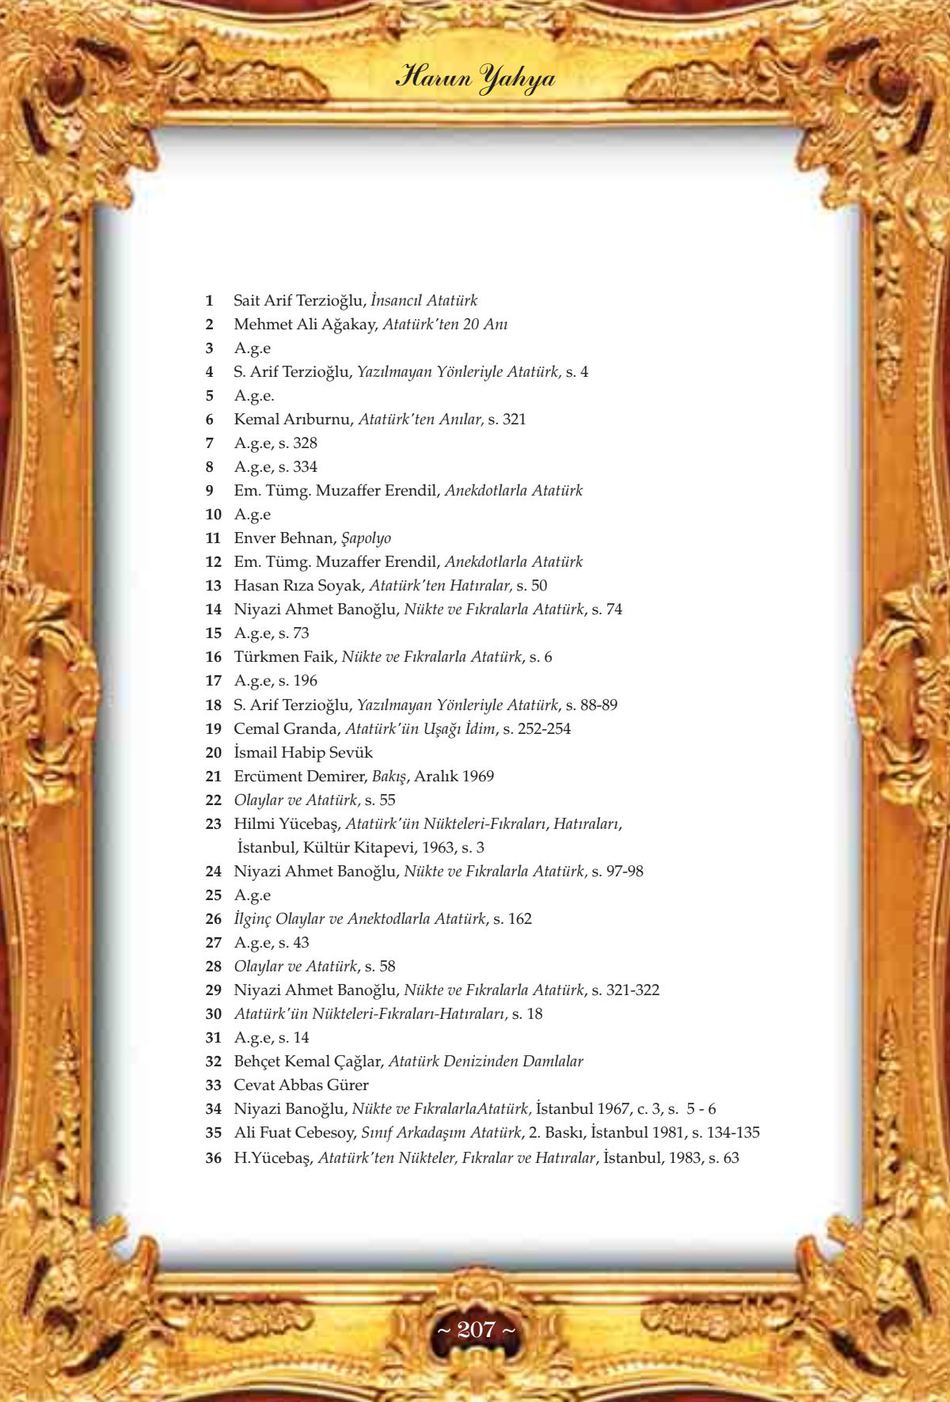 Harun Yahya
1 Sait Arif Terzioğlu, İnsancıl Atatürk
2 Mehmet Ali Ağakay, Atatürk'ten 20 Anı
3 A.g.e
4 S. Arif Terzioğlu, Yazılmayan Yönleriyle Atatürk, s. 4
5 A.g.e.
6 Kemal Arıburnu, Atatürk'ten Anılar, s. 321
7 A.g.e, s. 328
8 A.g.e, s. 334
9 Em. Tümg. Muzaffer Erendil, Anekdotlarla Atatürk
10 A.g.e
11 Enver Behnan, Şapolyo
12 Em. Tümg. Muzaffer Erendil, Anekdotlarla Atatürk
13 Hasan Rıza Soyak, Atatürk'ten Hatıralar, s. 50
14 Niyazi Ahmet Banoğlu, Nükte ve Fıkralarla Atatürk, s. 74
15 A.g.e, s. 73
16 Türkmen Faik, Nükte ve Fıkralarla Atatürk, s. 6
17 A.g.e, s. 196
18 S. Arif Terzioğlu, Yazılmayan Yönleriyle Atatürk, s. 88-89
19 Cemal Granda, Atatürk'ün Uşağı İdim, s. 252-254
20 İsmail Habip Sevük
21 Ercüment Demirer, Bakış, Aralık 1969
22 Olaylar ve Atatürk, s. 55
23 Hilmi Yücebaş, Atatürk'ün Nükteleri-Fıkraları, Hatıraları,
İstanbul, Kültür Kitapevi, 1963, s. 3
24 Niyazi Ahmet Banoğlu, Nükte ve Fıkralarla Atatürk, s. 97-98
25 A.g.e
26 İlginç Olaylar ve Anektodlarla Atatürk, s. 162
27 A.g.e, s. 43
28 Olaylar ve Atatürk, s. 58
29 Niyazi Ahmet Banoğlu, Nükte ve Fıkralarla Atatürk, s. 321-322
30 Atatürk'ün Nükteleri-Fıkraları-Hatıraları, s. 18
31 A.g.e, s. 14
32 Behçet Kemal Çağlar, Atatürk Denizinden Damlalar
33 Cevat Abbas Gürer
34 Niyazi Banoğlu, Nükte ve FıkralarlaAtatürk, İstanbul 1967, c. 3, s. 5 - 6
35 Ali Fuat Cebesoy, Sınıf Arkadaşım Atatürk, 2. Baskı, İstanbul 1981, s. 134-135
36 H.Yücebaş, Atatürk'ten Nükteler, Fıkralar ve Hatıralar, İstanbul, 1983, s. 63
~ 207 ~